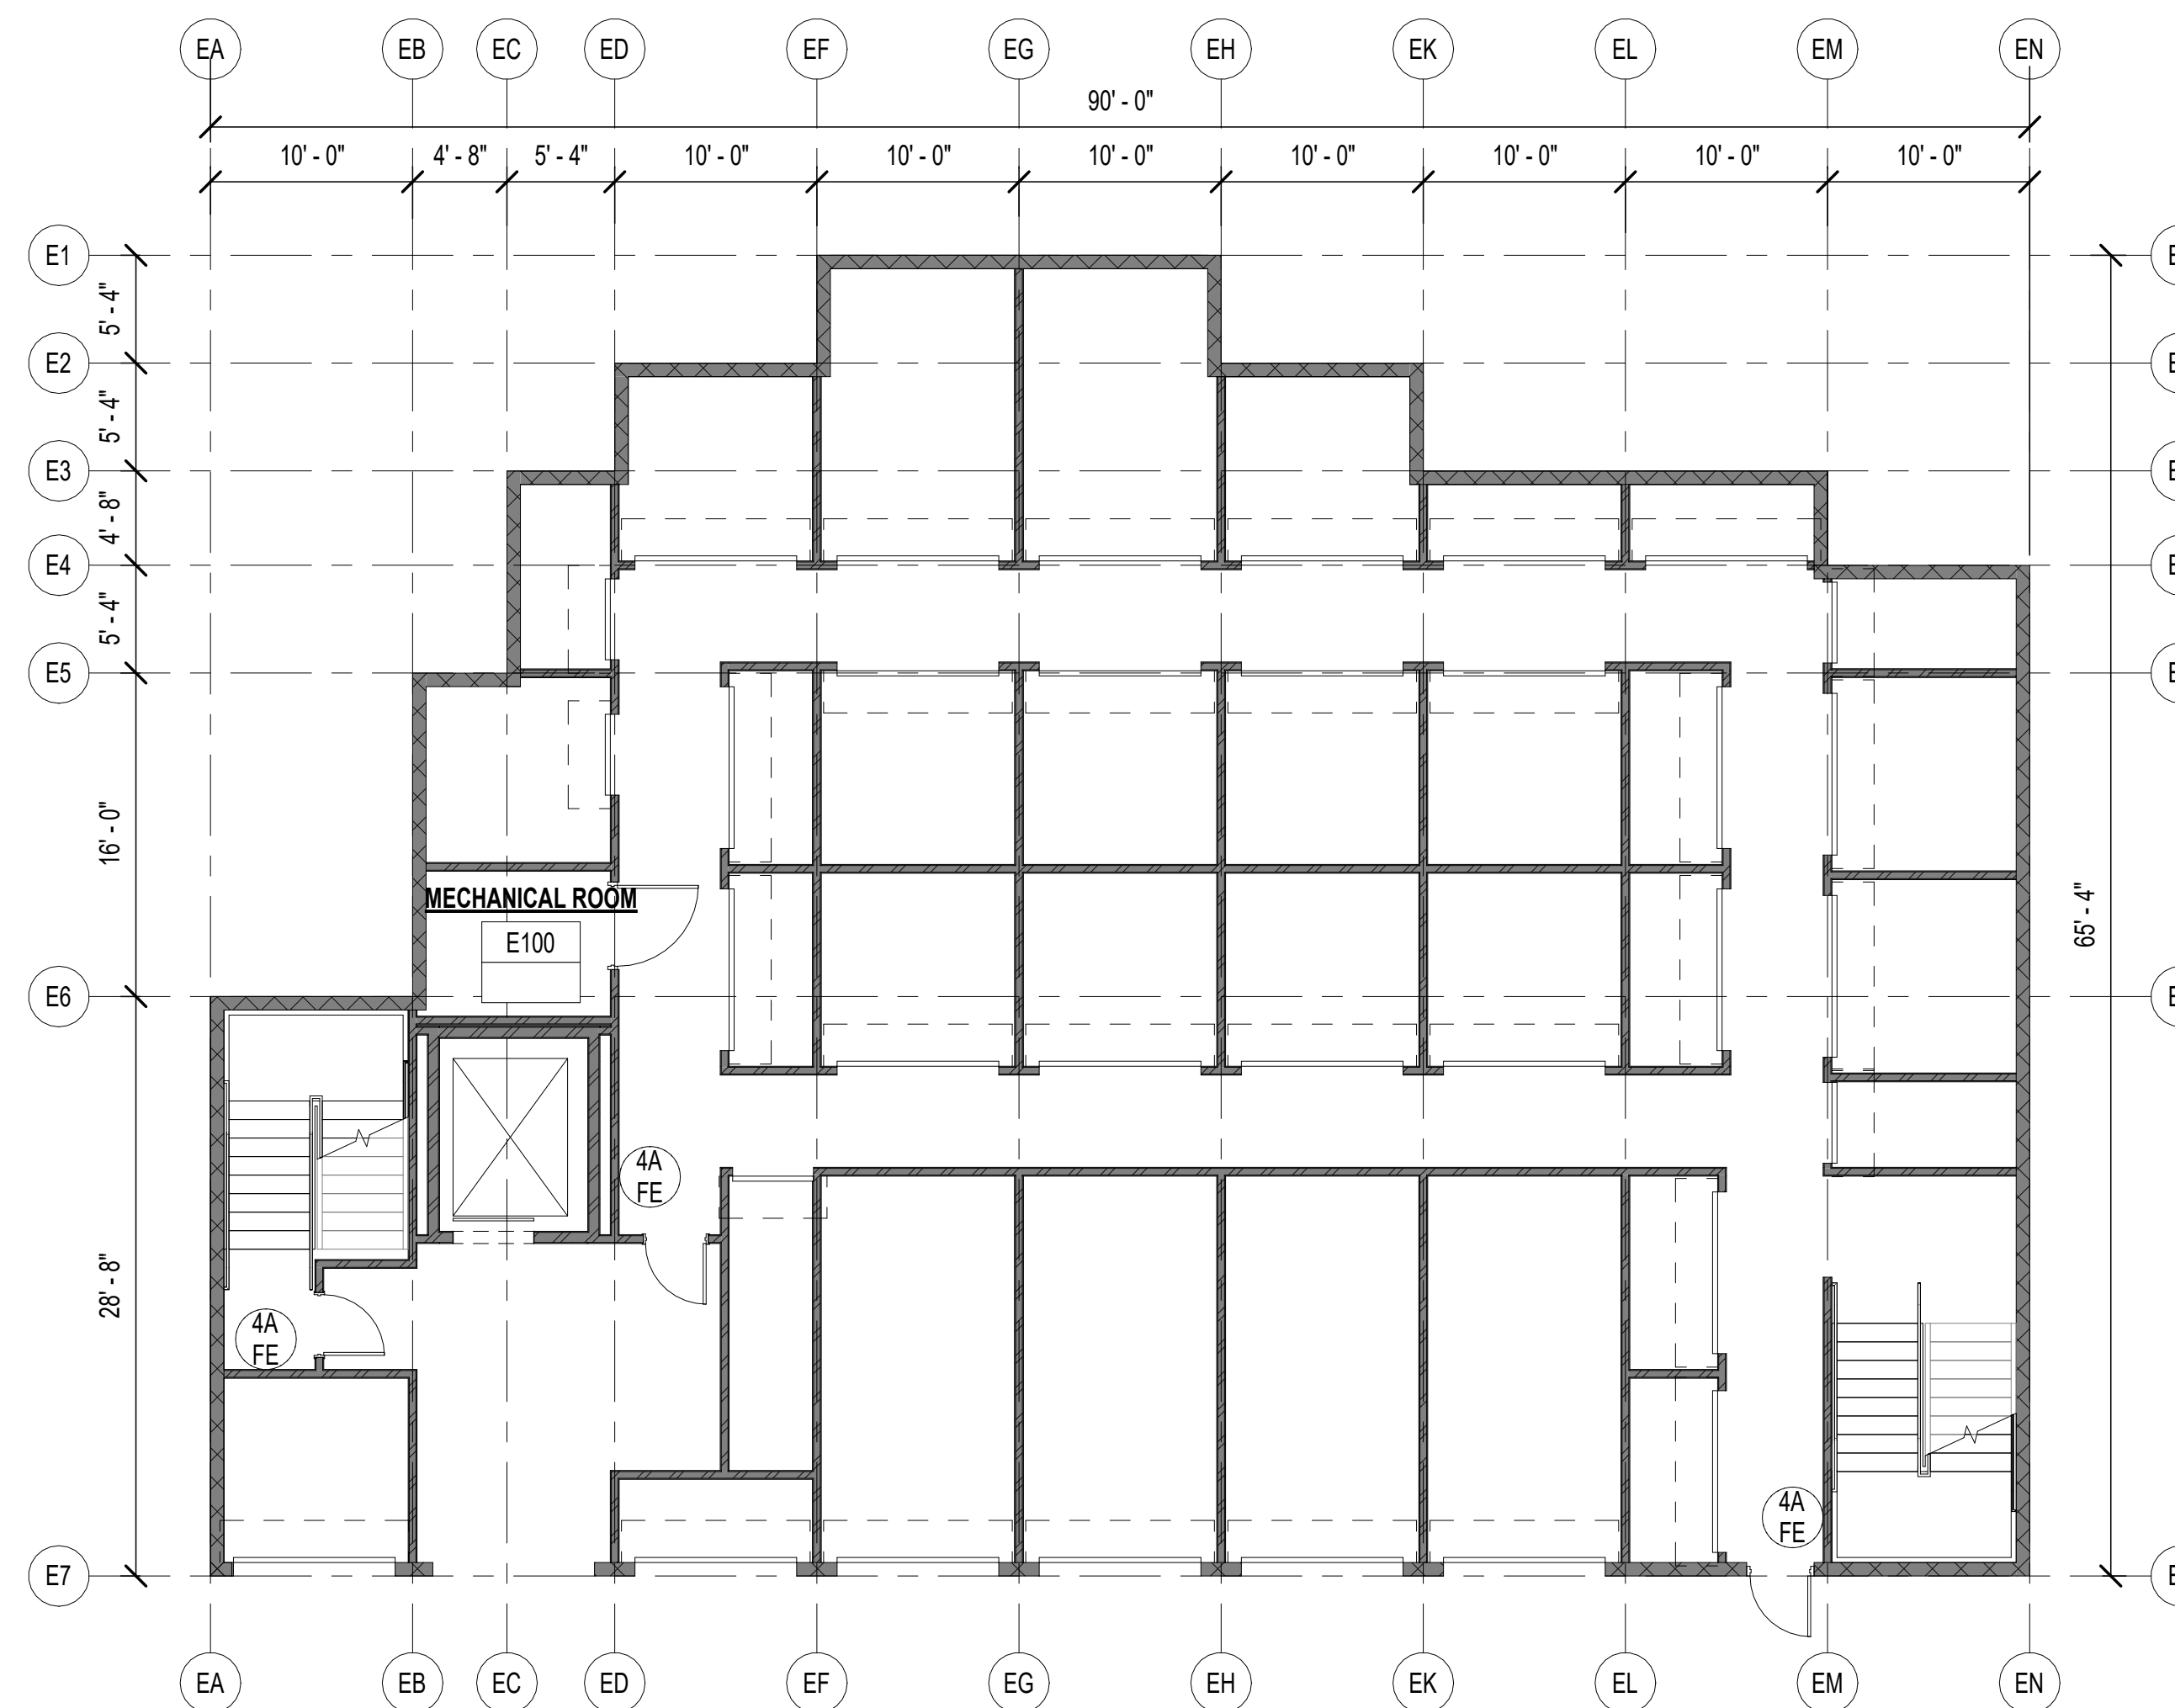 EA EB EC ED EF EG EH EK EL EM EN
90' - 0"
10' - 0" 4' - 8" 5' - 4" 10' - 0" 10' - 0" 10' - 0" 10' - 0" 10' - 0" 10' - 0" 10' - 0"
E1
5' - 4"
E2
5' - 4"
E3
4' - 8"
E4
5' - 4"
E5
16' - 0"
MECHANICAL ROOM
E100
65' - 4"
E6
4A
FE
28' - 8"
4A
FE
4A
FE
E7
EA EB EC ED EF EG EH EK EL EM EN